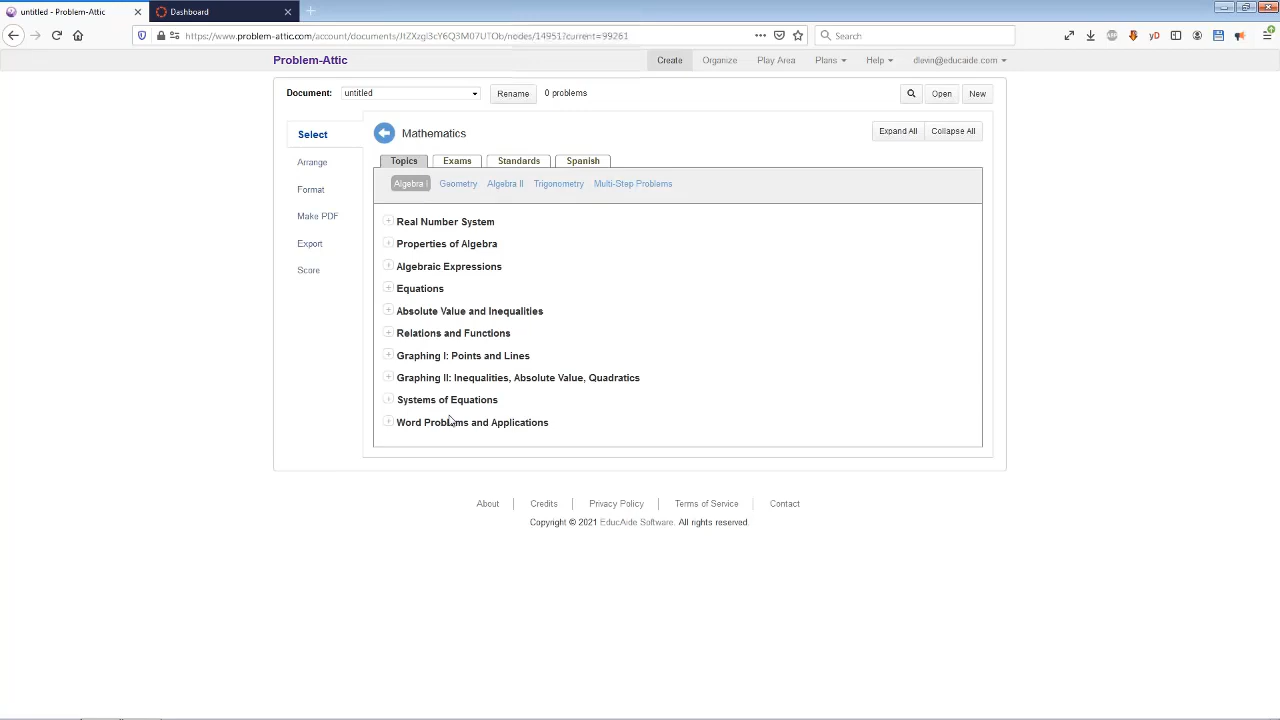 untitled - Problem-Attic
Dashboard
https://www.problem-attic.com/account/documents/JtZXzgi3cY6Q3M07UTOb/nodes/14951?current=99261
Search
Problem-Attic
Create Organize Play Area Plans Help dlevin@educaide.com
Document: untitled Rename 0 problems Open New
Select
Arrange
Format
Make PDF
Export
Score
Mathematics
Expand All Collapse All
Topics Exams Standards Spanish
Algebra I Geometry Algebra II Trigonometry Multi-Step Problems
Real Number System
Properties of Algebra
Algebraic Expressions
Equations
Absolute Value and Inequalities
Relations and Functions
Graphing I: Points and Lines
Graphing II: Inequalities, Absolute Value, Quadratics
Systems of Equations
Word Problems and Applications
About Credits Privacy Policy Terms of Service Contact
Copyright © 2021 EducAide Software. All rights reserved.